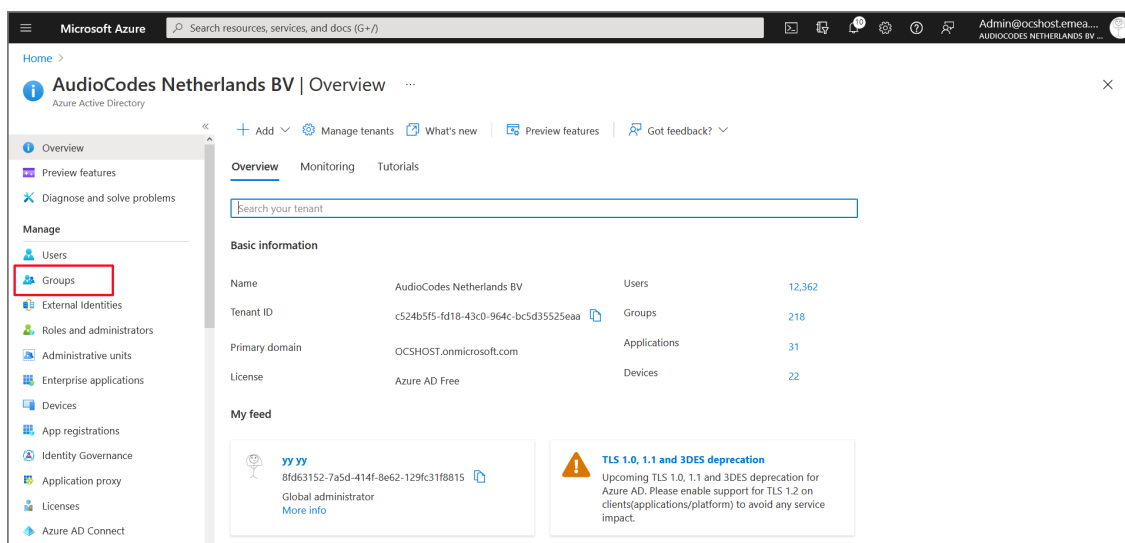 Microsoft Azure
Search resources, services, and docs (G+/)
10
Admin@ocshost.emea....
AUDIOCODES NETHERLANDS BV ...
Home >
AudioCodes Netherlands BV | Overview ...
Azure Active Directory
«
Overview
Preview features
Diagnose and solve problems
Manage
Users
Groups
External Identities
Roles and administrators
Administrative units
Enterprise applications
Devices
App registrations
Identity Governance
Application proxy
Licenses
Azure AD Connect
+ Add
Manage tenants
What's new
Preview features
Got feedback?
Overview
Monitoring
Tutorials
Search your tenant
Basic information
Name
AudioCodes Netherlands BV
Users
12,362
Tenant ID
c524b5f5-fd18-43c0-964c-bc5d35525eaa
Groups
218
Primary domain
OCSHOST.onmicrosoft.com
Applications
31
License
Azure AD Free
Devices
22
My feed
yy yy
8fd63152-7a5d-414f-8e62-129fc31f8815
Global administrator
More info
TLS 1.0, 1.1 and 3DES deprecation
Upcoming TLS 1.0, 1.1 and 3DES deprecation for
Azure AD. Please enable support for TLS 1.2 on
clients(applications/platform) to avoid any service
impact.